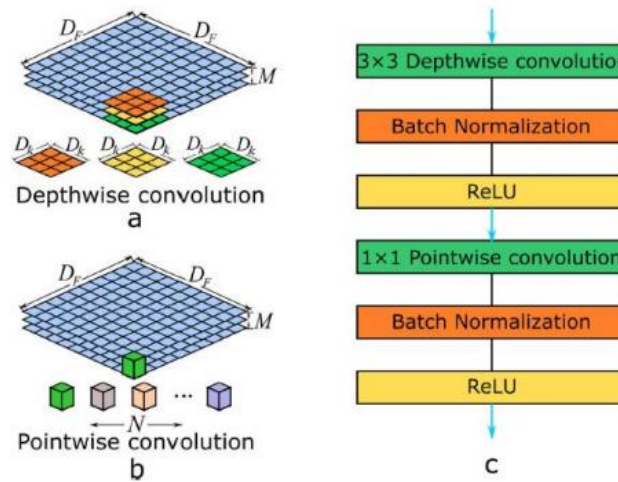 D_F D_F
M
D_k D_k D_k D_k D_k D_k
Depthwise convolution
a
D_F D_F
M
...
N
Pointwise convolution
b
3×3 Depthwise convolution
Batch Normalization
ReLU
1×1 Pointwise convolution
Batch Normalization
ReLU
c